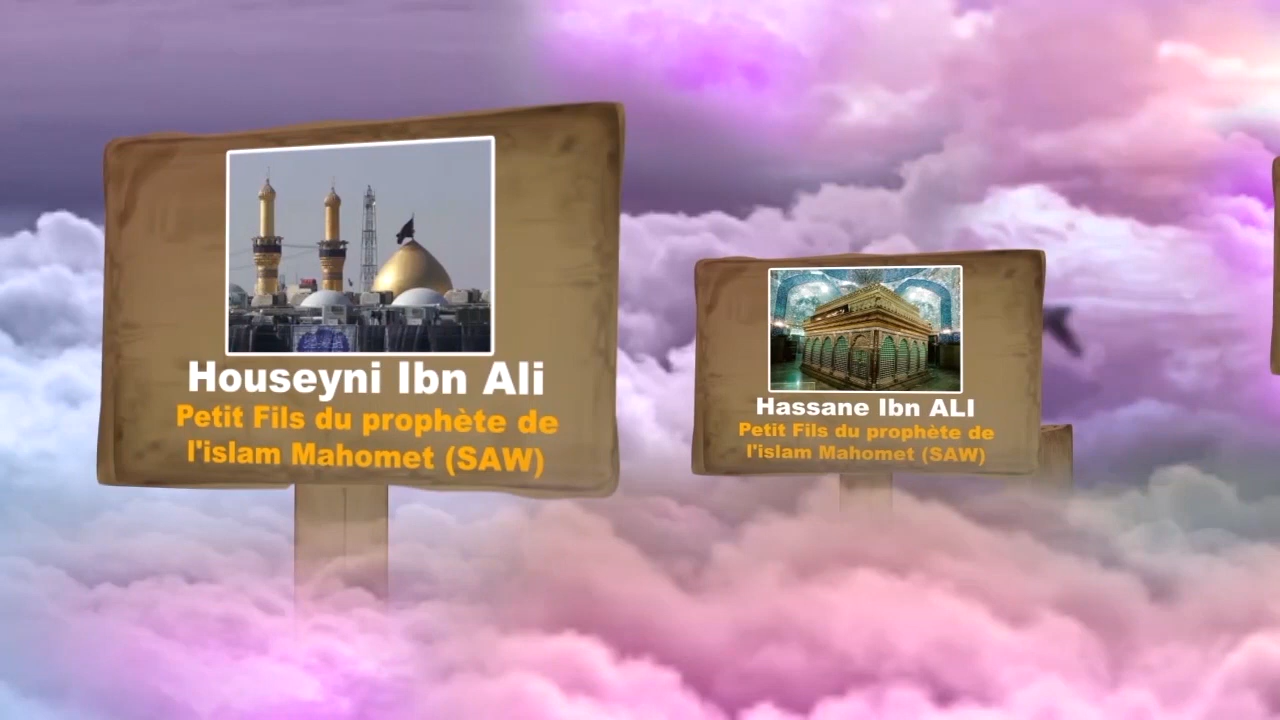 Houseyni Ibn Ali
Petit Fils du prophète de
l'islam Mahomet (SAW)
Hassane Ibn ALI
Petit Fils du prophète de
l'islam Mahomet (SAW)